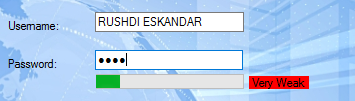 Username: RUSHDI ESKANDAR
Password: ●●●●
Very Weak